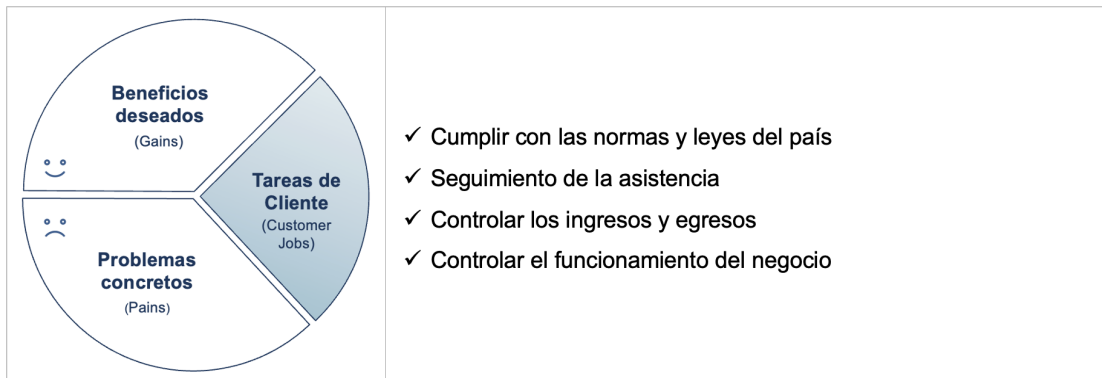 Beneficios
deseados
(Gains)
Tareas de
Cliente
(Customer
Jobs)
Problemas
concretos
(Pains)
✓ Cumplir con las normas y leyes del país
✓ Seguimiento de la asistencia
✓ Controlar los ingresos y egresos
✓ Controlar el funcionamiento del negocio